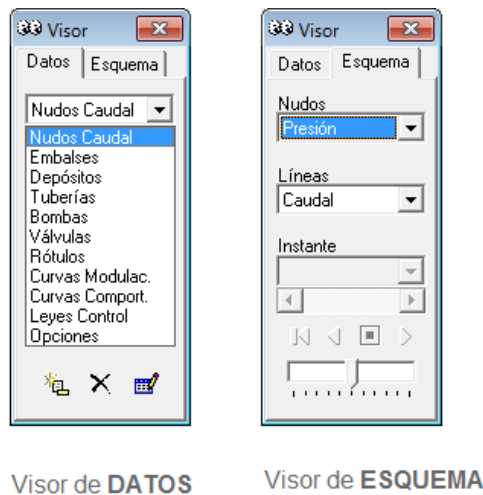 Visor
Datos
Esquema
Nudos Caudal
Nudos Caudal
Embalses
Depósitos
Tuberías
Bombas
Válvulas
Rótulos
Curvas Modulac.
Curvas Comport.
Leyes Control
Opciones
Visor de DATOS
Visor
Datos
Esquema
Nudos
Presión
Líneas
Caudal
Instante
Visor de ESQUEMA